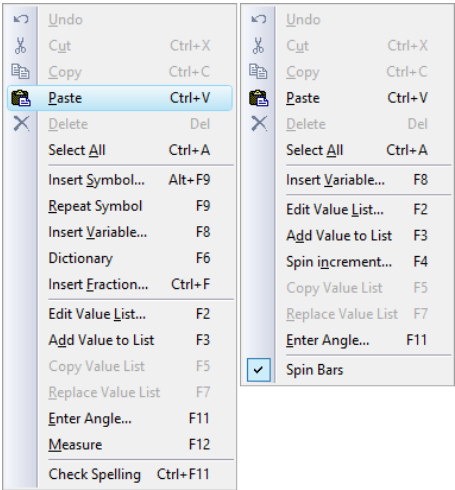 Undo
Cut Ctrl+X
Copy Ctrl+C
Paste Ctrl+V
Delete Del
Select All Ctrl+A
Insert Symbol... Alt+F9
Repeat Symbol F9
Insert Variable... F8
Dictionary F6
Insert Fraction... Ctrl+F
Edit Value List... F2
Add Value to List F3
Copy Value List F5
Replace Value List F7
Enter Angle... F11
Measure F12
Check Spelling Ctrl+F11
Undo
Cut Ctrl+X
Copy Ctrl+C
Paste Ctrl+V
Delete Del
Select All Ctrl+A
Insert Variable... F8
Edit Value List... F2
Add Value to List F3
Spin increment... F4
Copy Value List F5
Replace Value List F7
Enter Angle... F11
Spin Bars